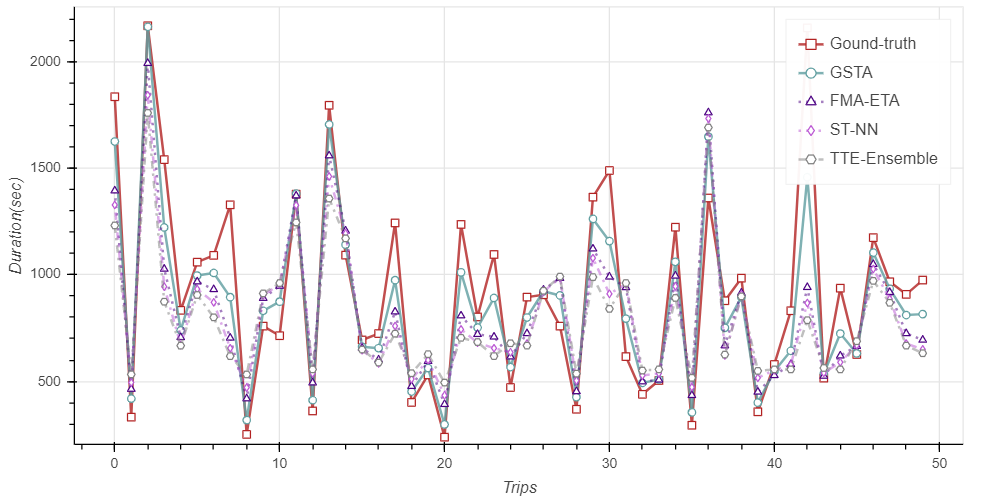 Gound-truth
GSTA
FMA-ETA
ST-NN
TTE-Ensemble
Duration(sec)
2000
1500
1000
500
0
10
20
30
40
50
Trips